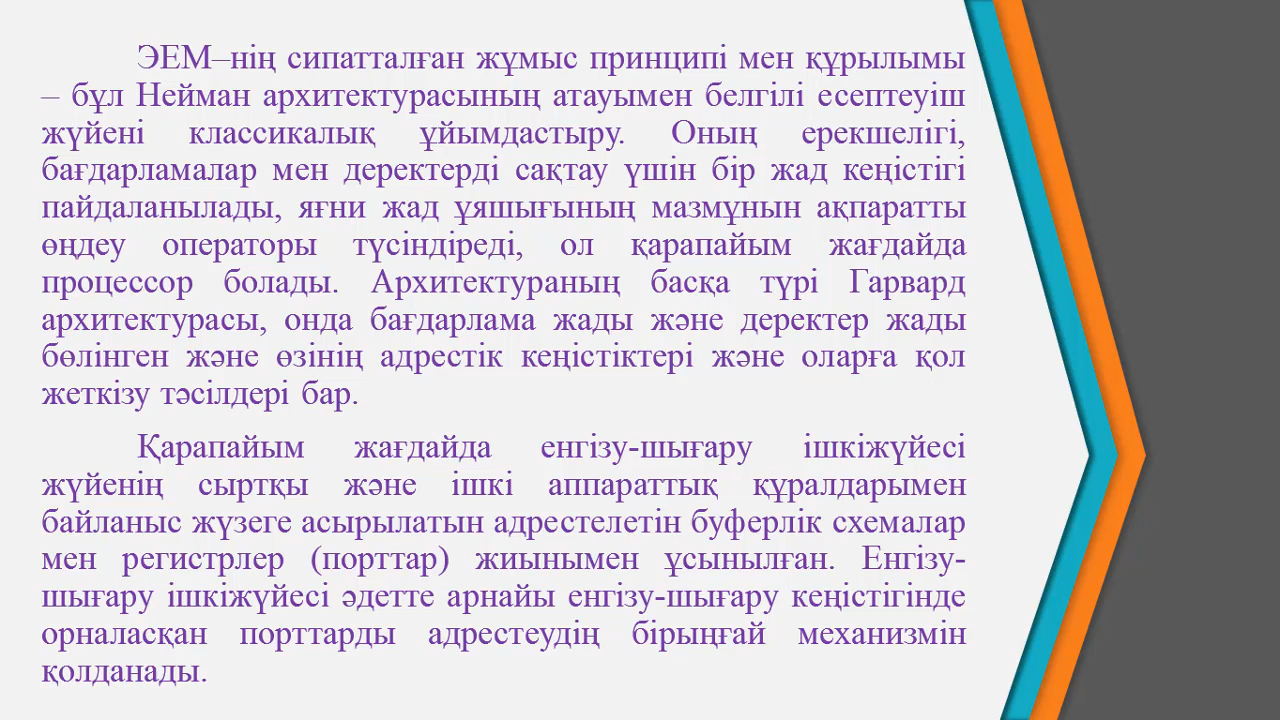 ЭЕМ–нің сипатталған жұмыс принципі мен құрылымы
– бұл Нейман архитектурасының атауымен белгілі есептеуіш
жүйені классикалық ұйымдастыру. Оның ерекшелігі,
бағдарламалар мен деректерді сақтау үшін бір жад кеңістігі
пайдаланылады, яғни жад ұяшығының мазмұнын ақпаратты
өңдеу операторы түсіндіреді, ол қарапайым жағдайда
процессор болады. Архитектураның басқа түрі Гарвард
архитектурасы, онда бағдарлама жады және деректер жады
бөлінген және өзінің адрестік кеңістіктері және оларға қол
жеткізу тәсілдері бар.
Қарапайым жағдайда енгізу-шығару ішкіжүйесі
жүйенің сыртқы және ішкі аппараттық құралдарымен
байланыс жүзеге асырылатын адрестелетін буферлік схемалар
мен регистрлер (порттар) жиынымен ұсынылған. Енгізу-
шығару ішкіжүйесі әдетте арнайы енгізу-шығару кеңістігінде
орналасқан порттарды адрестеудің бірыңғай механизмін
қолданады.